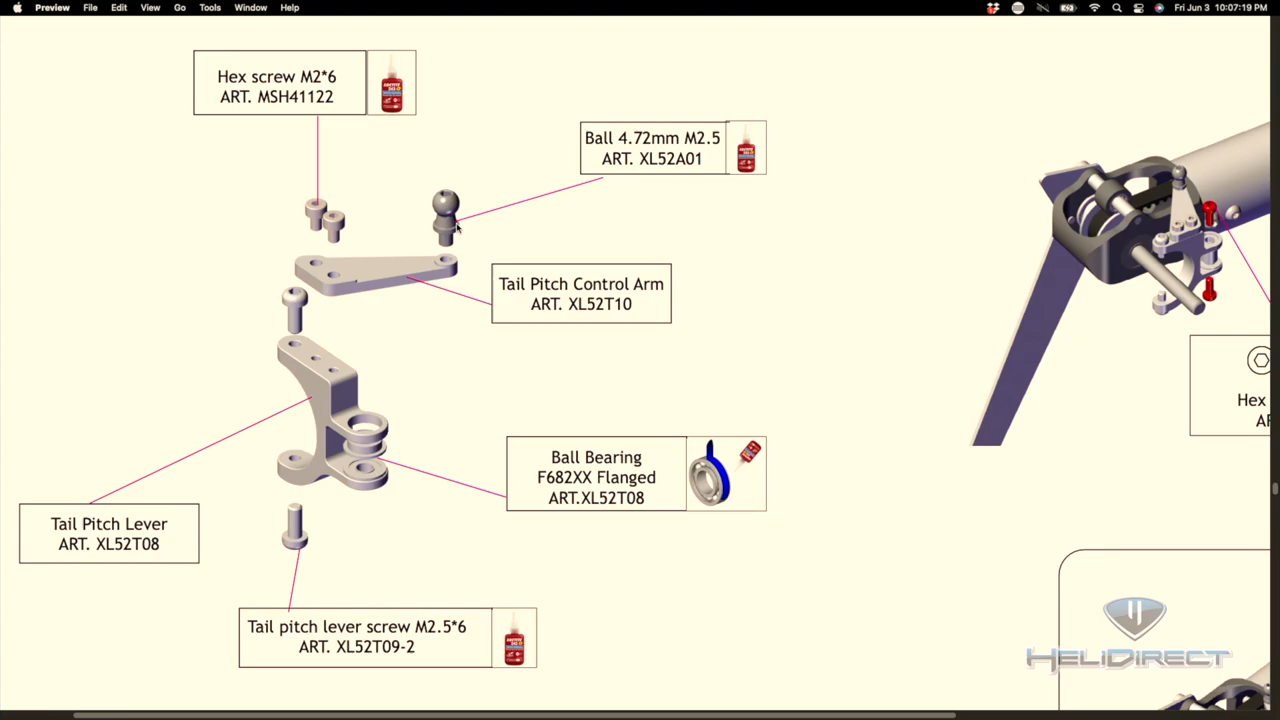 Preview File Edit View Go Tools Window Help
Fri Jun 3 10:07:19 PM
Hex screw M2*6
ART. MSH41122
Ball 4.72mm M2.5
ART. XL52A01
Tail Pitch Control Arm
ART. XL52T10
Ball Bearing
F682XX Flanged
ART.XL52T08
Tail Pitch Lever
ART. XL52T08
Tail pitch lever screw M2.5*6
ART. XL52T09-2
Hex
HELIDIRECT